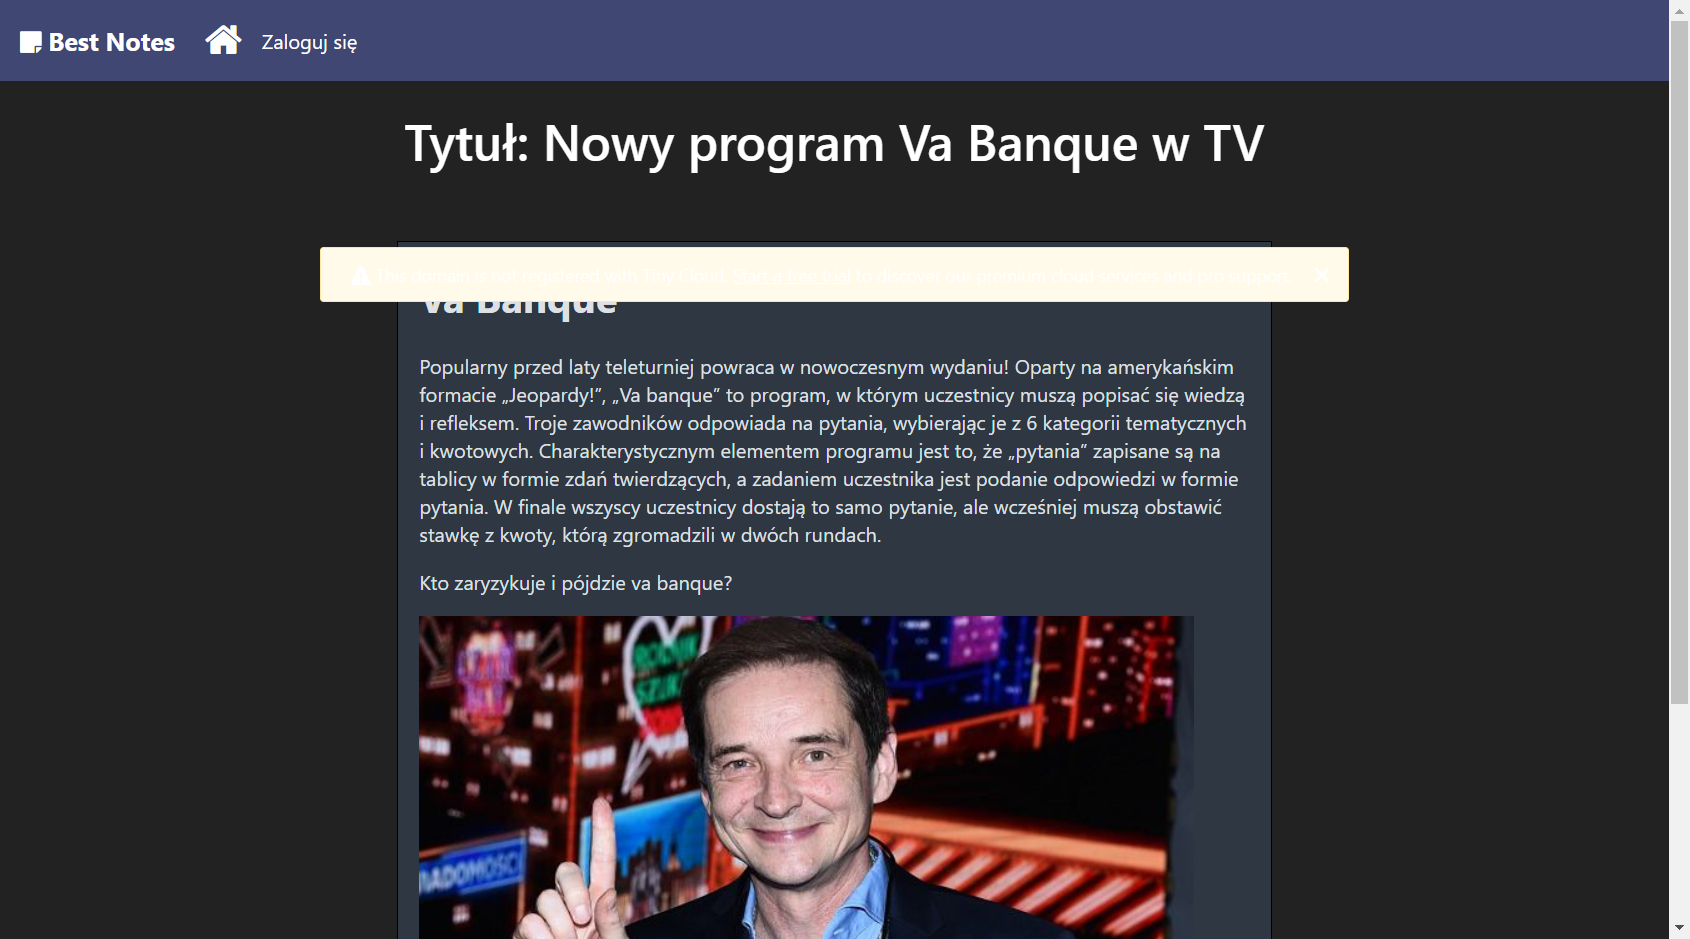 Best Notes
Zaloguj się
Tytuł: Nowy program Va Banque w TV
This domain is not registered with Tiny Cloud. Start a free trial to discover our premium cloud services and pro support.
Va Banque
Popularny przed laty teleturniej powraca w nowoczesnym wydaniu! Oparty na amerykańskim
formacie „Jeopardy!”, „Va banque” to program, w którym uczestnicy muszą popisać się wiedzą
i refleksem. Troje zawodników odpowiada na pytania, wybierając je z 6 kategorii tematycznych
i kwotowych. Charakterystycznym elementem programu jest to, że „pytania” zapisane są na
tablicy w formie zdań twierdzących, a zadaniem uczestnika jest podanie odpowiedzi w formie
pytania. W finale wszyscy uczestnicy dostają to samo pytanie, ale wcześniej muszą obstawić
stawkę z kwoty, którą zgromadzili w dwóch rundach.
Kto zaryzykuje i pójdzie va banque?